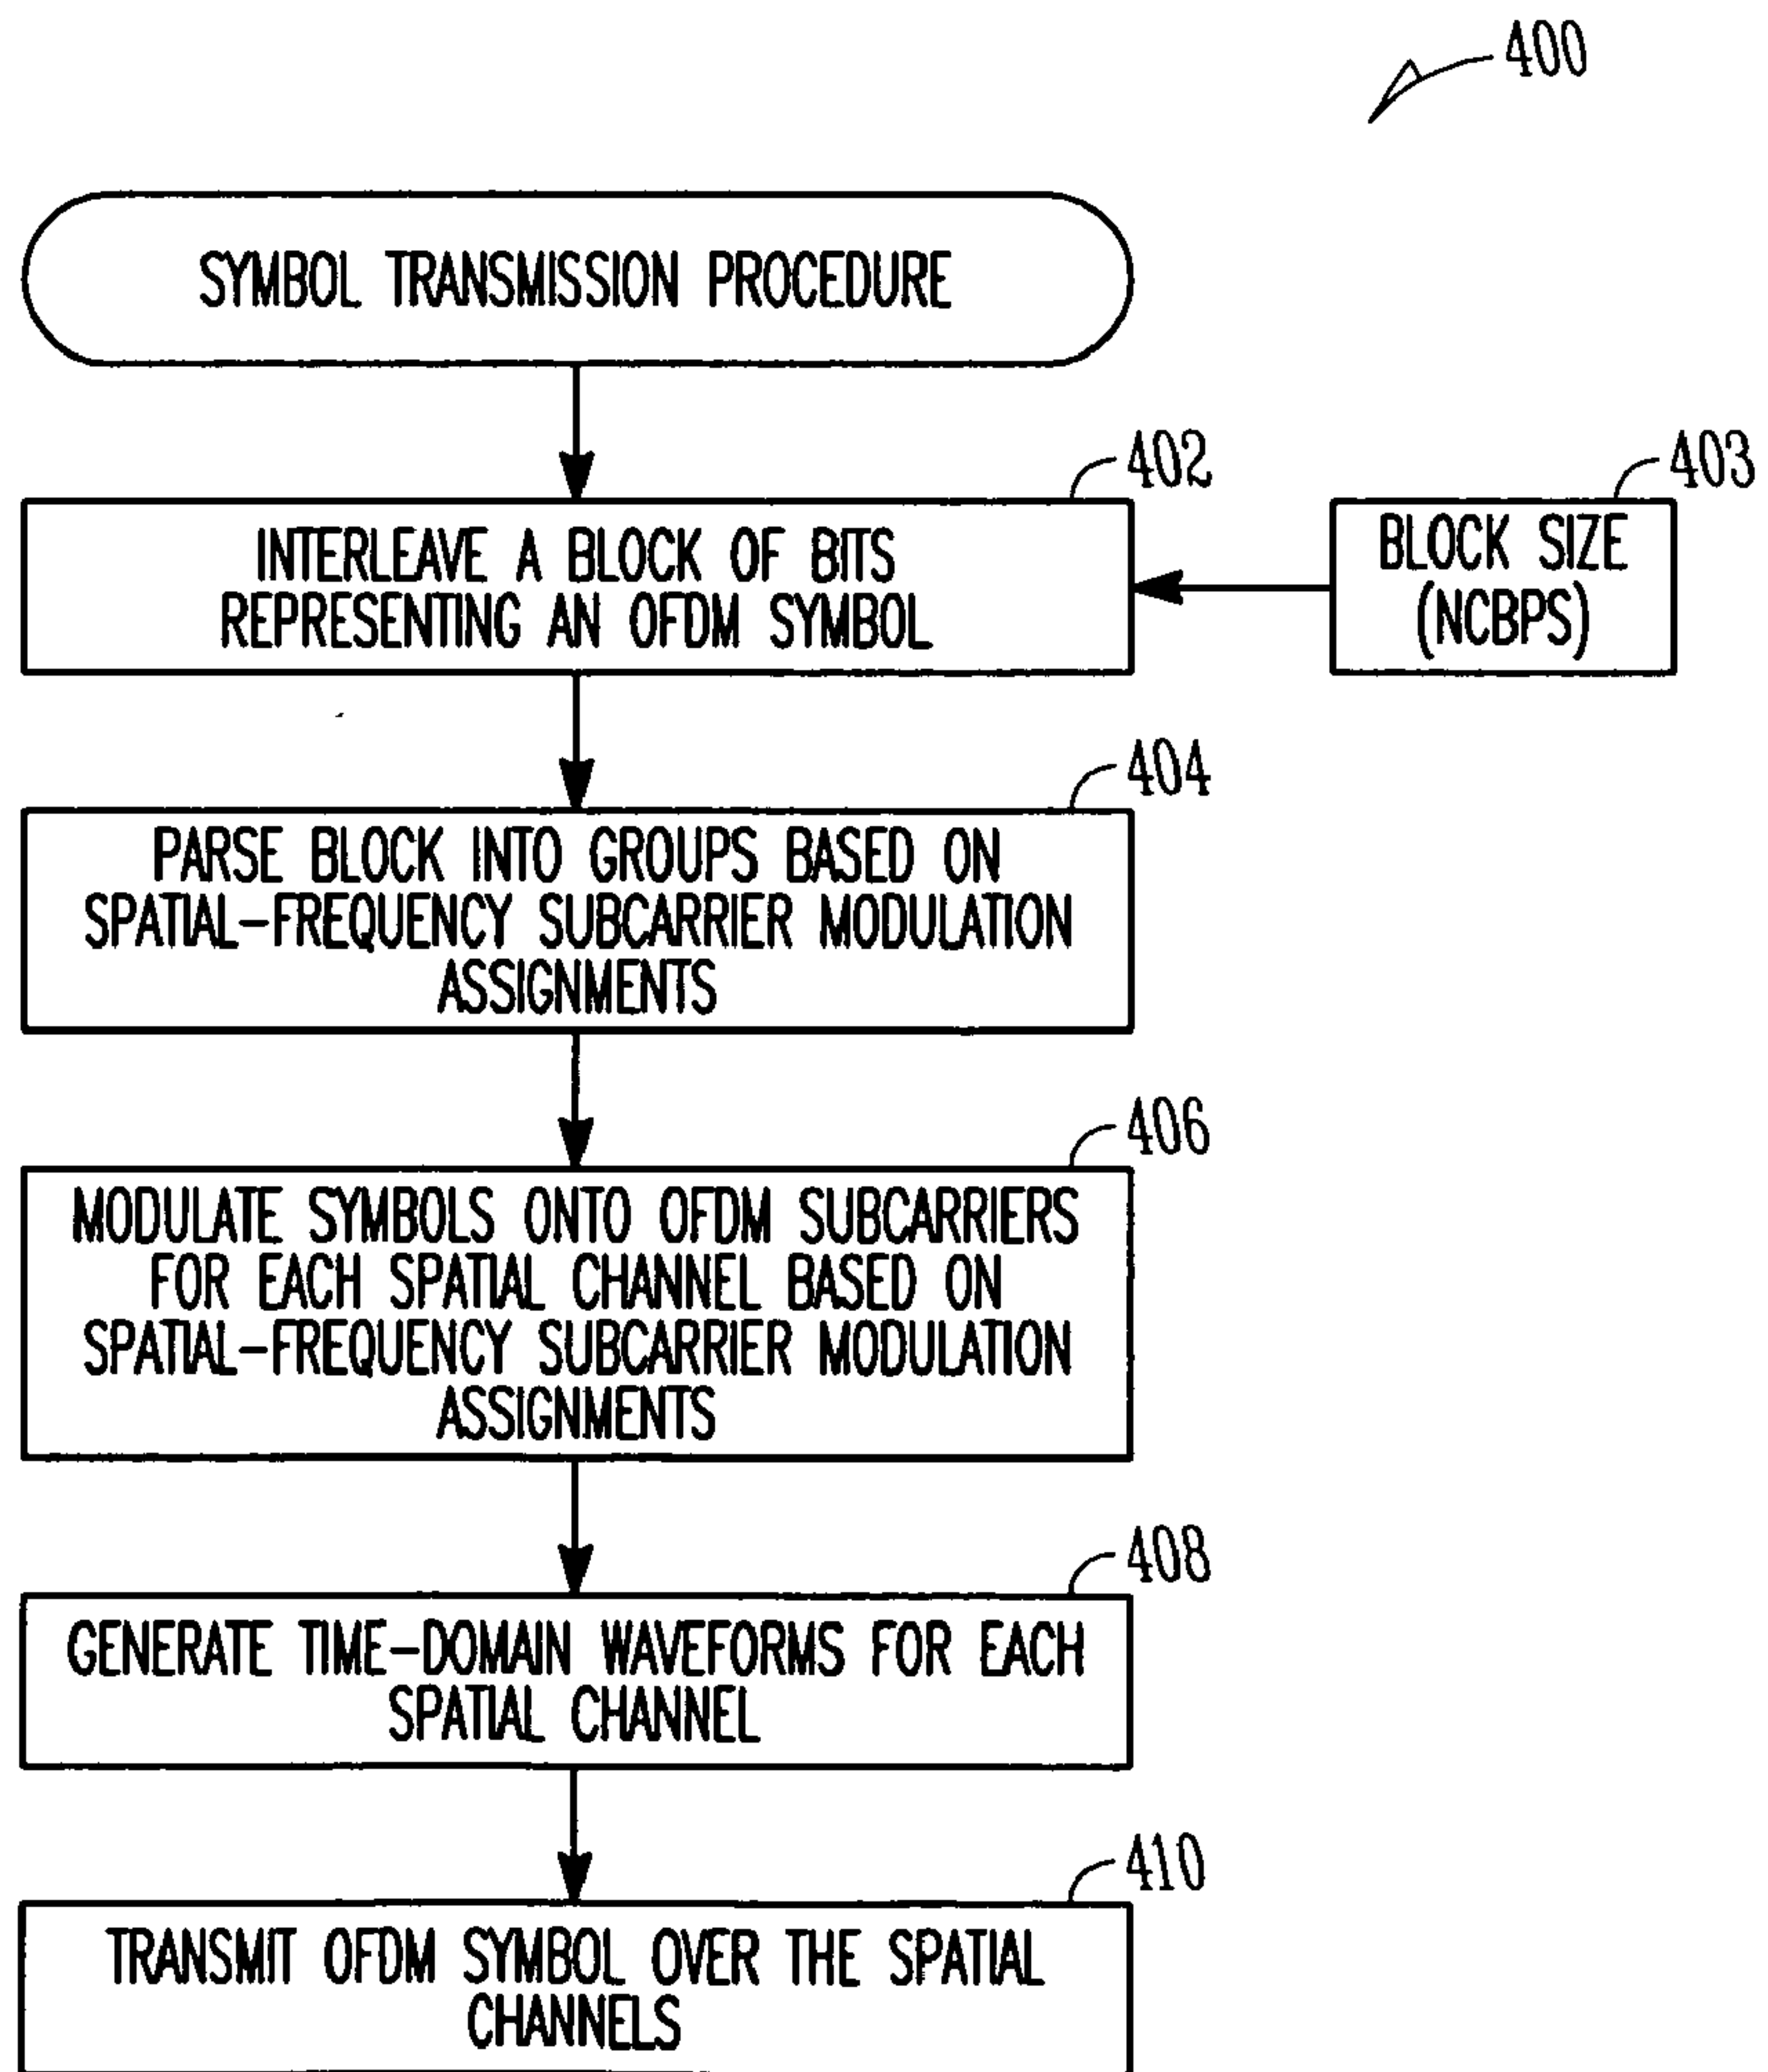 400
SYMBOL TRANSMISSION PROCEDURE
402
403
INTERLEAVE A BLOCK OF BITS
REPRESENTING AN OFDM SYMBOL
BLOCK SIZE
(NCBPS)
404
PARSE BLOCK INTO GROUPS BASED ON
SPATIAL-FREQUENCY SUBCARRIER MODULATION
ASSIGNMENTS
406
MODULATE SYMBOLS ONTO OFDM SUBCARRIERS
FOR EACH SPATIAL CHANNEL BASED ON
SPATIAL-FREQUENCY SUBCARRIER MODULATION
ASSIGNMENTS
408
GENERATE TIME-DOMAIN WAVEFORMS FOR EACH
SPATIAL CHANNEL
410
TRANSMIT OFDM SYMBOL OVER THE SPATIAL
CHANNELS